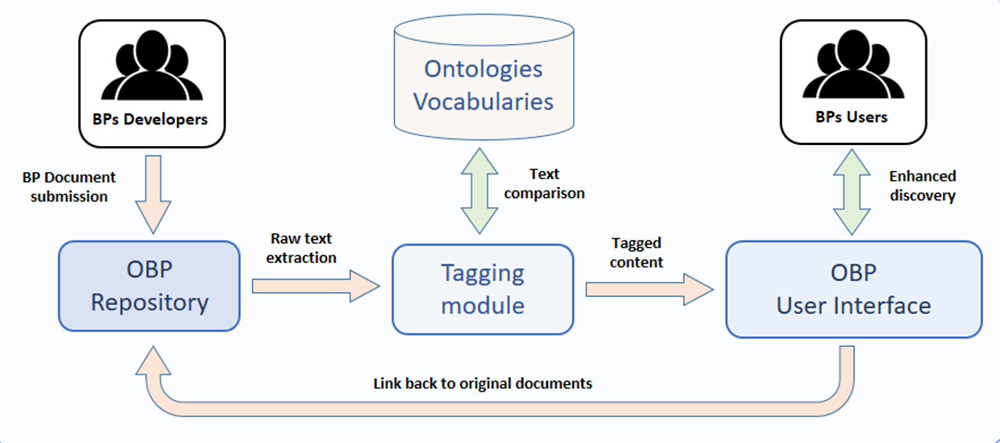 BPs Developers
Ontologies
Vocabularies
BPs Users
BP Document
submission
Text
comparison
Enhanced
discovery
OBP
Repository
Raw text
extraction
Tagging
module
Tagged
content
OBP
User Interface
Link back to original documents